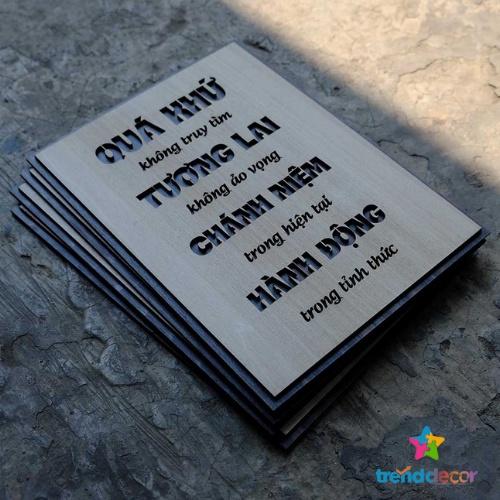 QUÁ KHỨ
không truy tìm
TƯƠNG LAI
không ảo vọng
CHÁNH NIỆM
trong hiện tại
HÀNH ĐỘNG
trong tỉnh thức
trenddecor